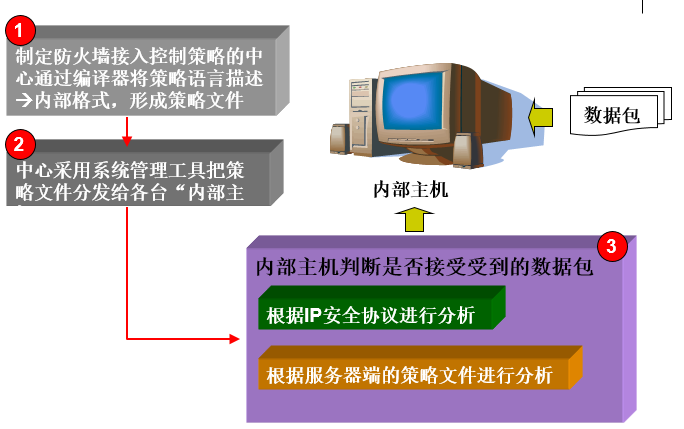 1
制定防火墙接入控制策略的中
心通过编译器将策略语言描述
→内部格式，形成策略文件
2
中心采用系统管理工具把策
略文件分发给各台“内部主
数据包
内部主机
3
内部主机判断是否接受受到的数据包
根据IP安全协议进行分析
根据服务器端的策略文件进行分析